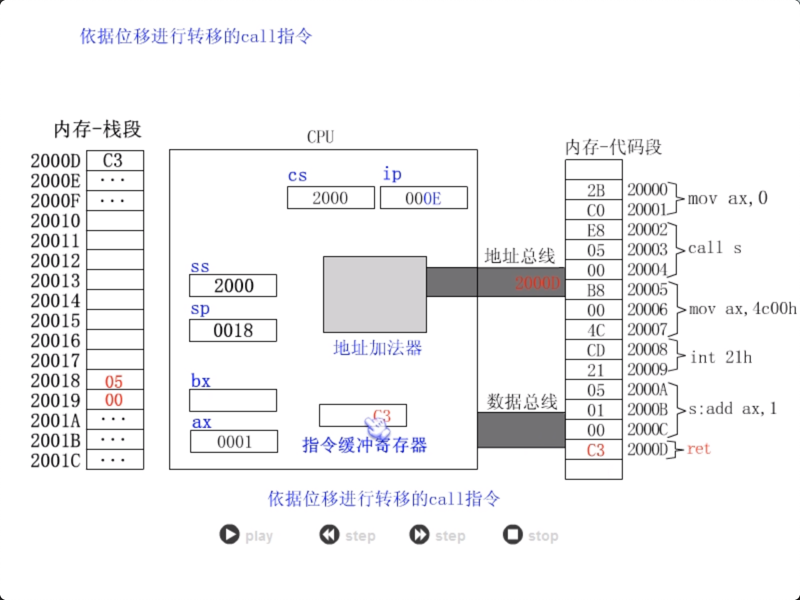 依据位移进行转移的call指令
内存-栈段
CPU
内存-代码段
2000D C3
2000E ...
2000F ...
20010
20011
20012
20013
20014
20015
20016
20017
20018 05
20019 00
2001A ...
2001B ...
2001C ...
cs
2000
ip
000E
ss
2000
sp
0018
地址加法器
bx
ax
0001
C3
指令缓冲寄存器
地址总线
2000D
数据总线
2B 20000
C0 20001
mov ax,0
E8 20002
05 20003
00 20004
call s
B8 20005
00 20006
4C 20007
mov ax,4c00h
CD 20008
21 20009
int 21h
05 2000A
01 2000B
00 2000C
s:add ax,1
C3 2000D
ret
依据位移进行转移的call指令
play step step stop